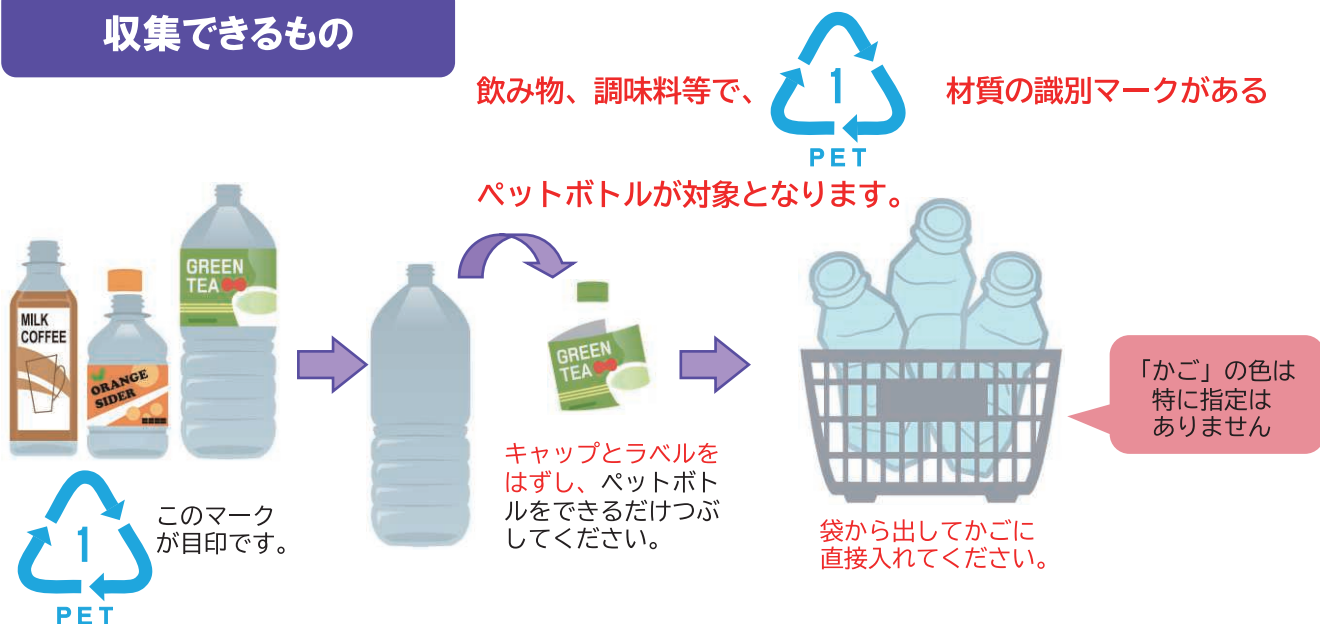 収集できるもの
飲み物、調味料等で、
1
PET
材質の識別マークがある
ペットボトルが対象となります。
MILK
COFFEE
ORANGE
SIDER
GREEN
TEA
GREEN
TEA
キャップとラベルを
はずし、ペットボト
ルをできるだけつぶ
してください。
「かご」の色は
特に指定は
ありません
袋から出してかごに
直接入れてください。
1
PET
このマーク
が目印です。